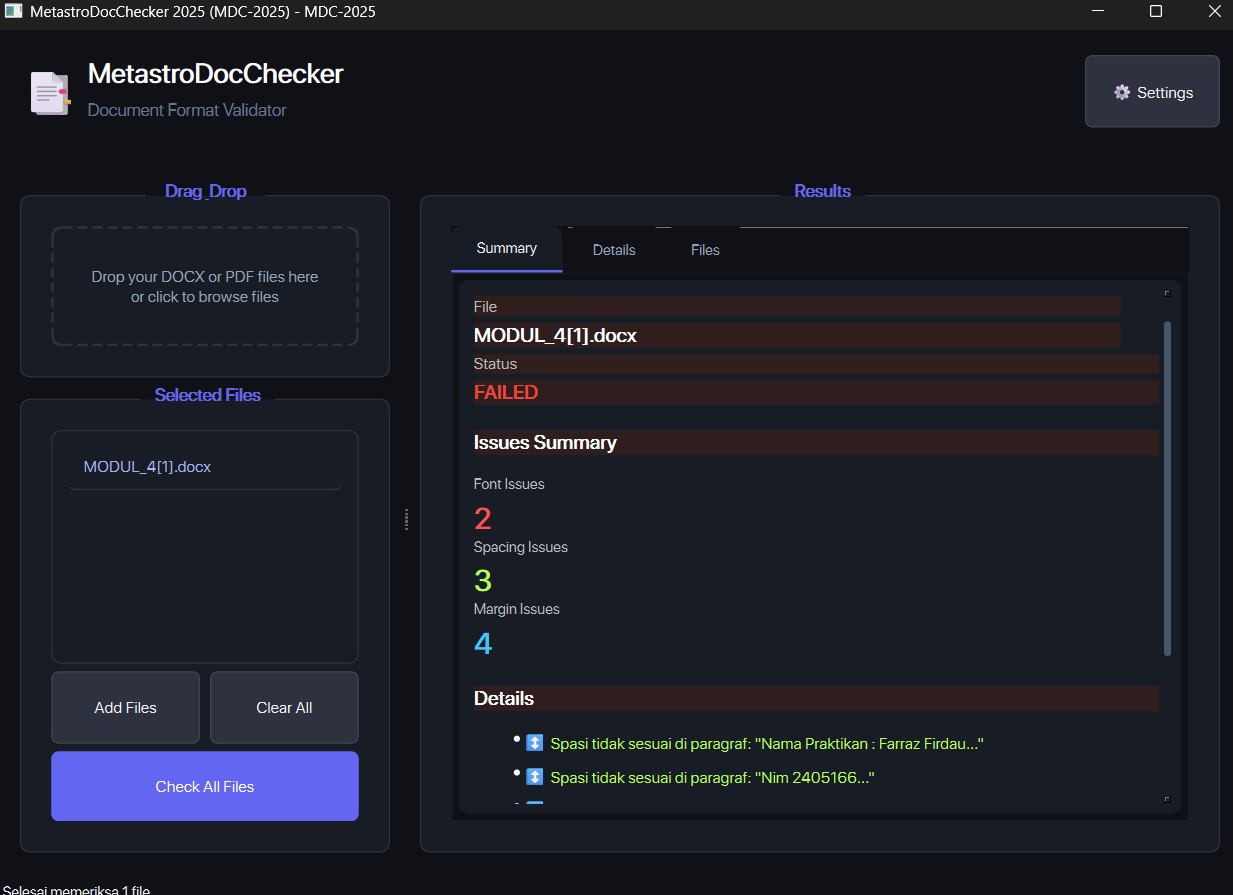 MetastroDocChecker 2025 (MDC-2025) - MDC-2025
MetastroDocChecker
Document Format Validator
Settings
Drag_Drop
Drop your DOCX or PDF files here
or click to browse files
Selected Files
MODUL_4[1].docx
Add Files
Clear All
Check All Files
Results
Summary
Details
Files
File
MODUL_4[1].docx
Status
FAILED
Issues Summary
Font Issues
2
Spacing Issues
3
Margin Issues
4
Details
Spasi tidak sesuai di paragraf: "Nama Praktikan : Farraz Firdau..."
Spasi tidak sesuai di paragraf: "Nim 2405166..."
Selesai memeriksa 1 file